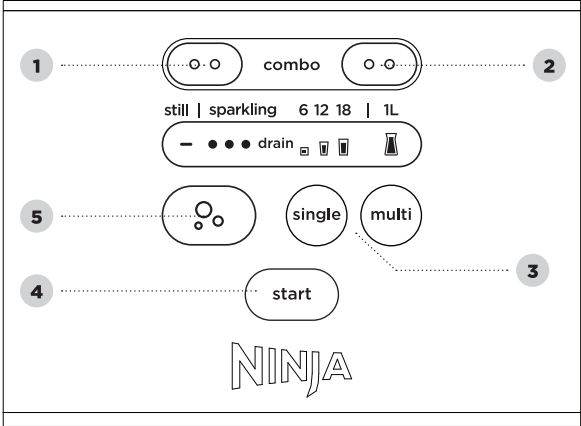 1 combo 2
still | sparkling 6 12 18 | 1L
drain
5 single multi
3
4 start
NINJA